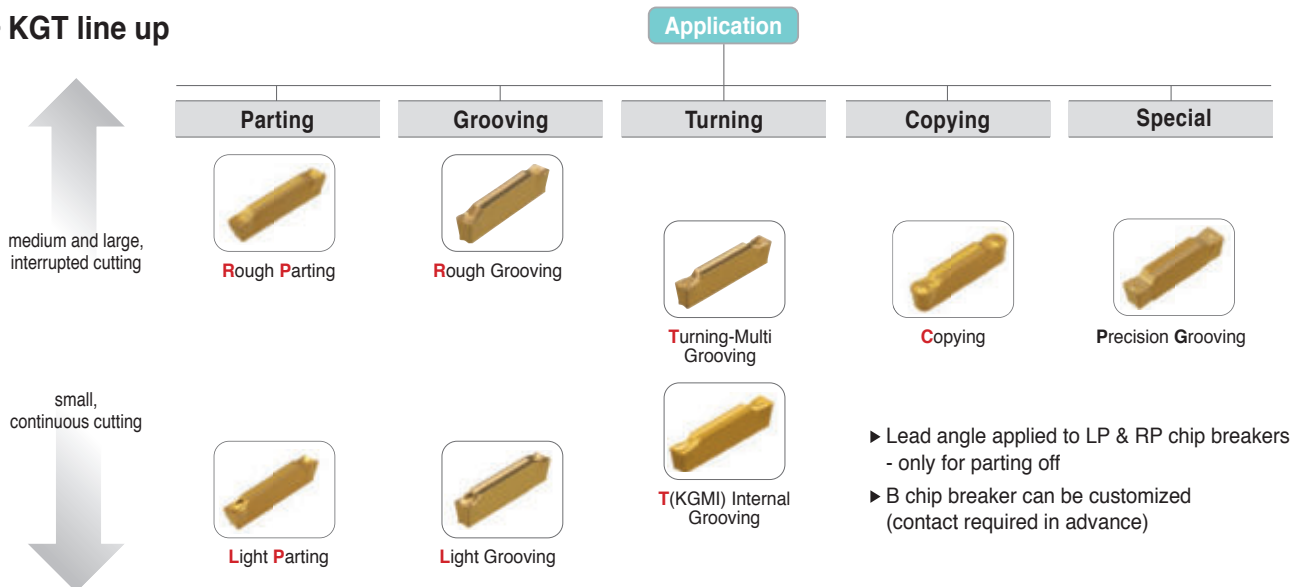 KGT line up
Application
Parting
Grooving
Turning
Copying
Special
medium and large,
interrupted cutting
Rough Parting
Rough Grooving
Turning-Multi
Grooving
Copying
Precision Grooving
small,
continuous cutting
Light Parting
Light Grooving
T(KGMI) Internal
Grooving
▶ Lead angle applied to LP & RP chip breakers
- only for parting off
▶ B chip breaker can be customized
(contact required in advance)